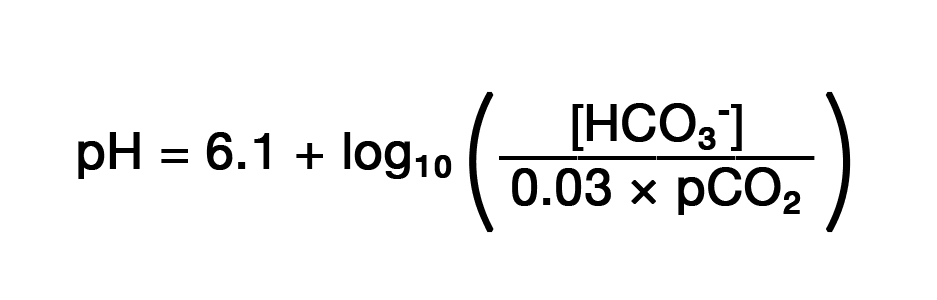 pH = 6.1 + log₁₀ ( [HCO₃⁻] / 0.03 × pCO₂ )